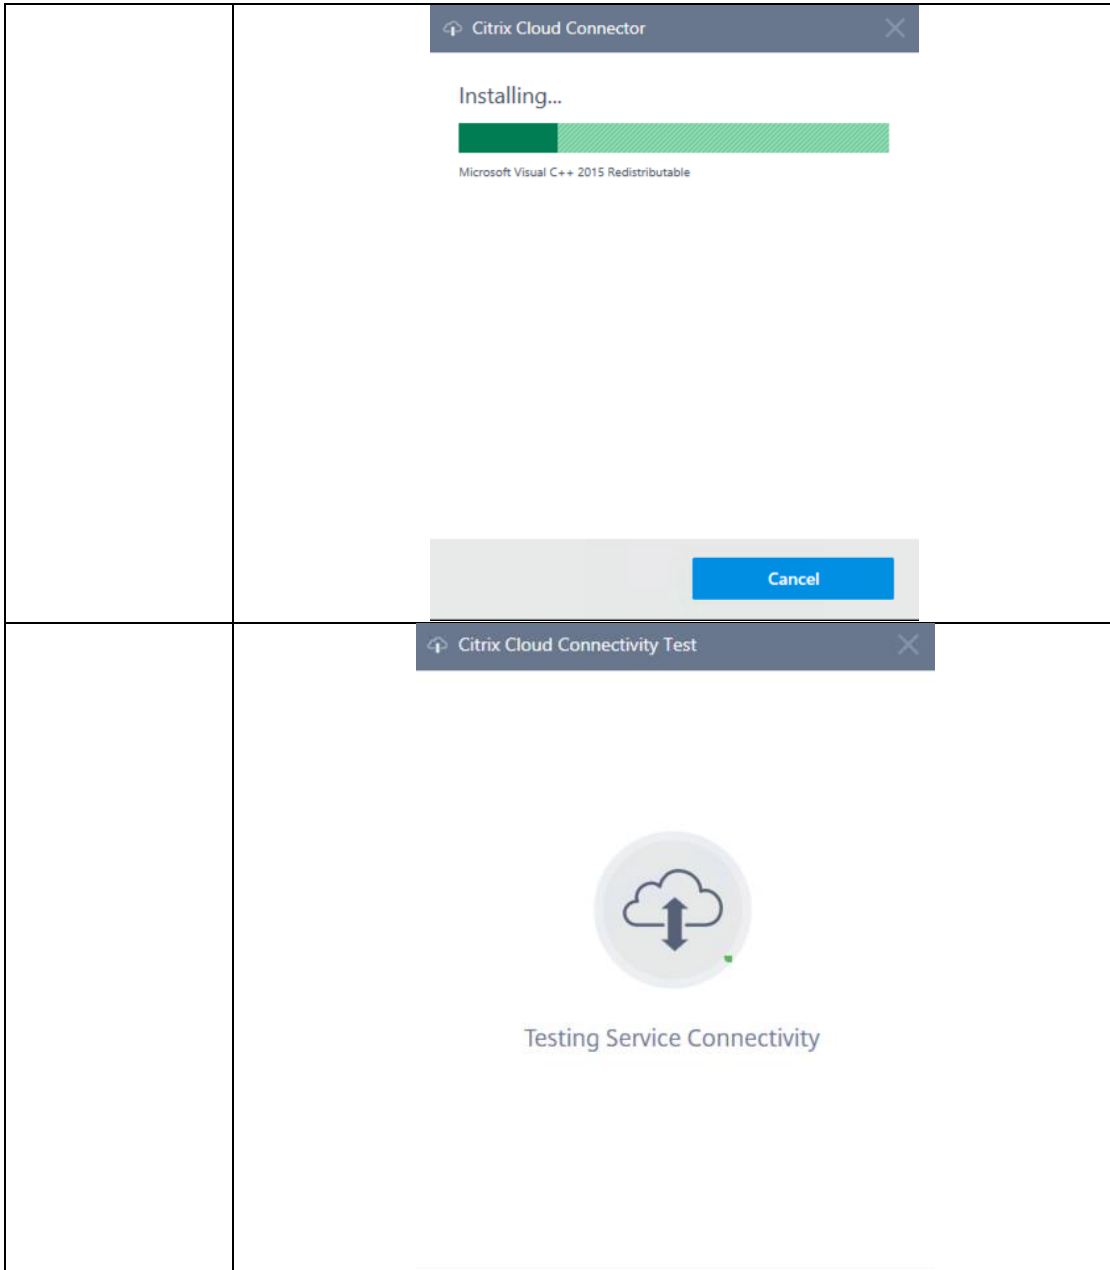 Citrix Cloud Connector
Installing...
Microsoft Visual C++ 2015 Redistributable
Cancel
Citrix Cloud Connectivity Test
Testing Service Connectivity